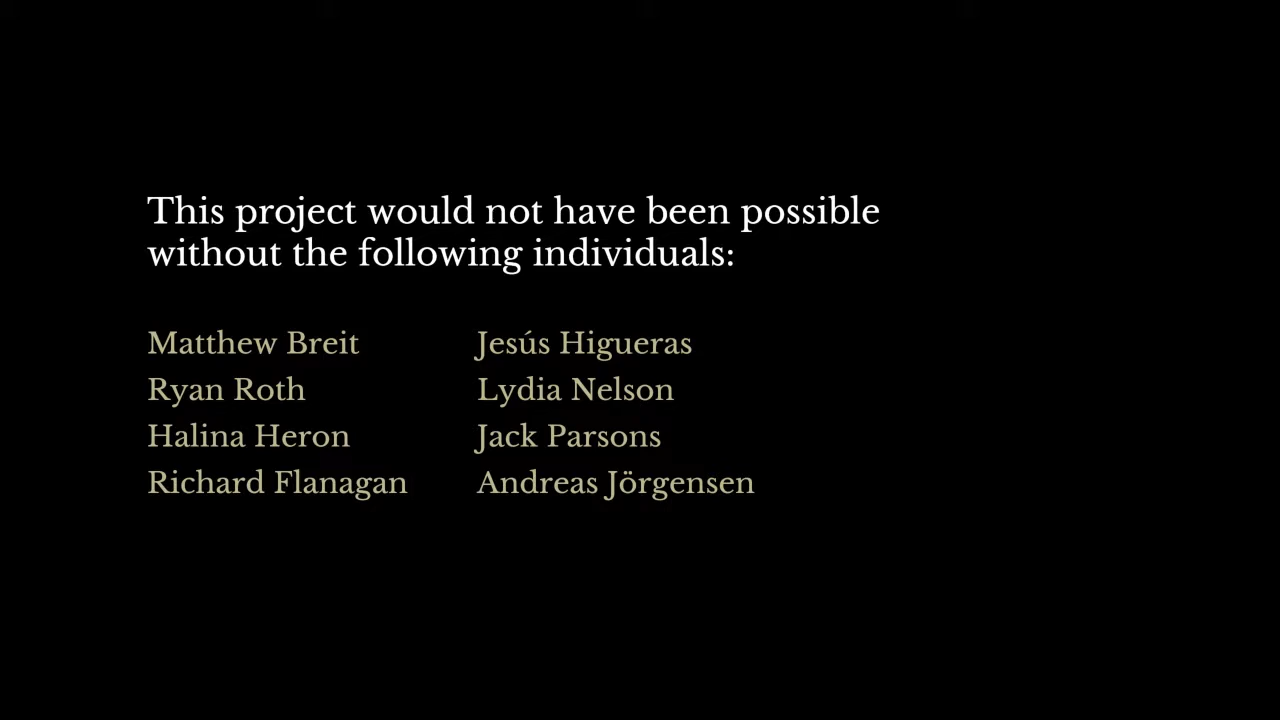 This project would not have been possible
without the following individuals:
Matthew Breit
Ryan Roth
Halina Heron
Richard Flanagan
Jesús Higueras
Lydia Nelson
Jack Parsons
Andreas Jörgensen